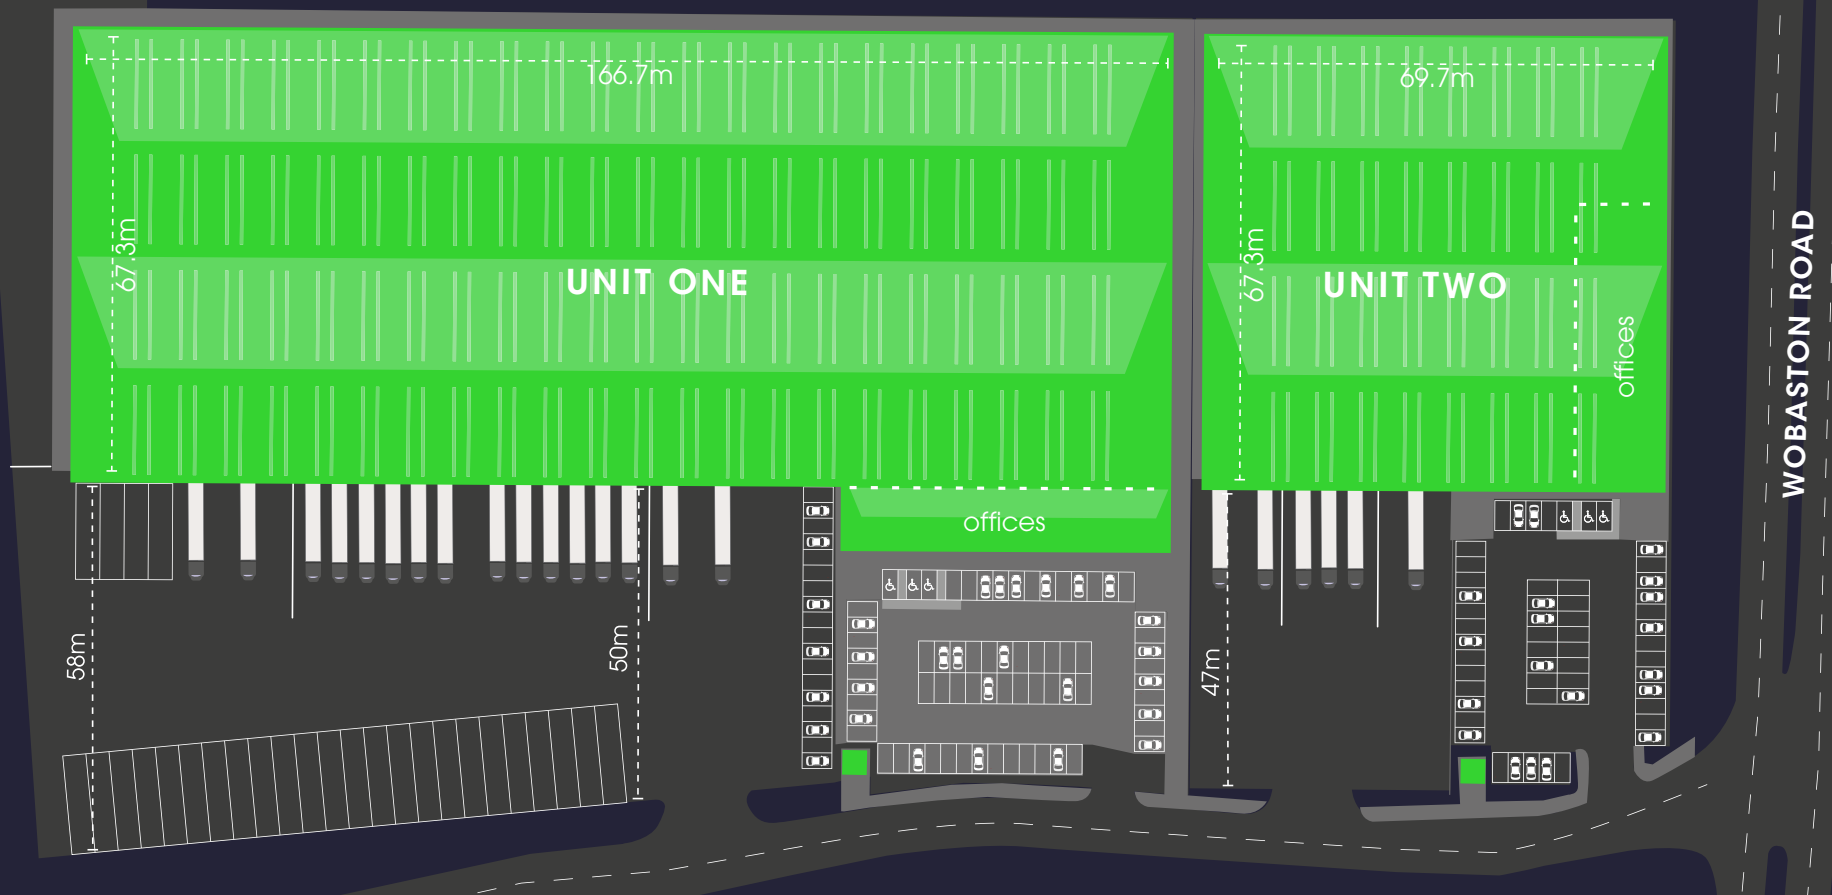 166.7m
69.7m
67.3m
UNIT ONE
67.3m
UNIT TWO
offices
WOBASTON ROAD
offices
58m
50m
47m